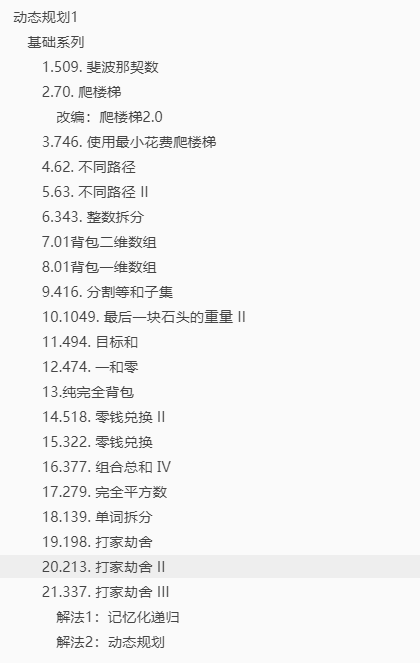 动态规划1
基础系列
1.509. 斐波那契数
2.70. 爬楼梯
改编：爬楼梯2.0
3.746. 使用最小花费爬楼梯
4.62. 不同路径
5.63. 不同路径 II
6.343. 整数拆分
7.01背包二维数组
8.01背包一维数组
9.416. 分割等和子集
10.1049. 最后一块石头的重量 II
11.494. 目标和
12.474. 一和零
13.纯完全背包
14.518. 零钱兑换 II
15.322. 零钱兑换
16.377. 组合总和 IV
17.279. 完全平方数
18.139. 单词拆分
19.198. 打家劫舍
20.213. 打家劫舍 II
21.337. 打家劫舍 III
解法1：记忆化递归
解法2：动态规划